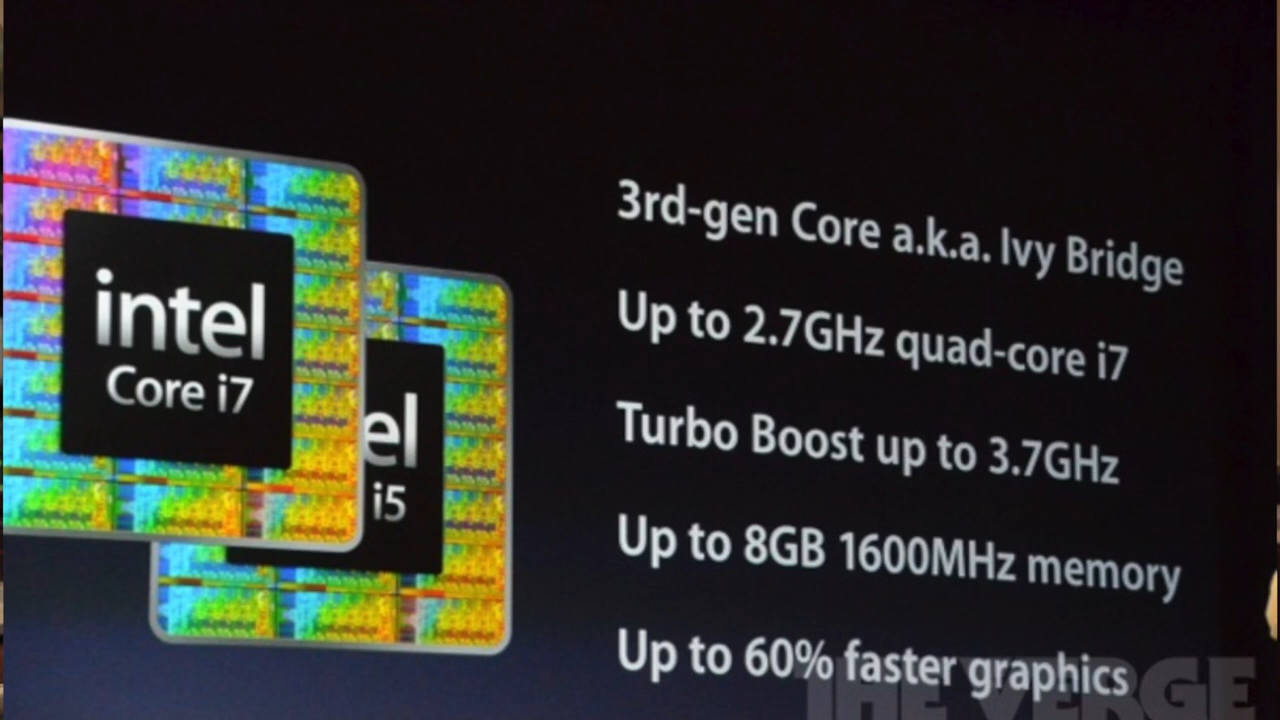 intel
Core i7
el
i5
3rd-gen Core a.k.a. Ivy Bridge
Up to 2.7GHz quad-core i7
Turbo Boost up to 3.7GHz
Up to 8GB 1600MHz memory
Up to 60% faster graphics
THE VERGE